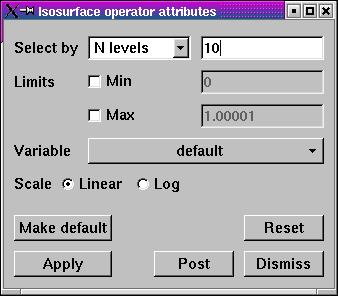 Isosurface operator attributes
Select by N levels 10
Limits Min 0
Max 1.00001
Variable default
Scale Linear Log
Make default Reset
Apply Post Dismiss